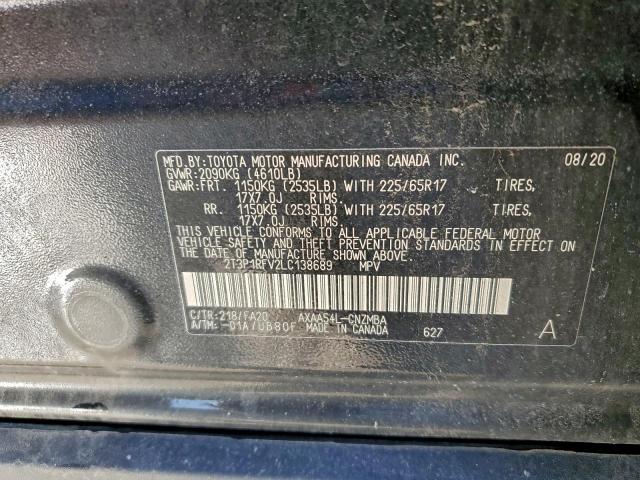 MFD.BY:TOYOTA MOTOR MANUFACTURING CANADA INC. 08/20
GVWR:2090KG (4610LB)
GAWR:FRT. 1150KG (2535LB) WITH 225/65R17 TIRES,
17X7.0J RIMS.
RR. 1150KG (2535LB) WITH 225/65R17 TIRES,
17X7.0J RIMS.
THIS VEHICLE CONFORMS TO ALL APPLICABLE FEDERAL MOTOR
VEHICLE SAFETY, BUMPER, AND THEFT PREVENTION STANDARDS IN EFFECT ON
THE DATE OF MANUFACTURE SHOWN ABOVE.
2T3P1RFV2LC138689 MPV
C/TR:218/FA20 AXAA54L-CNZMBA
A/TM:-01A/UB80F MADE IN CANADA 627 A